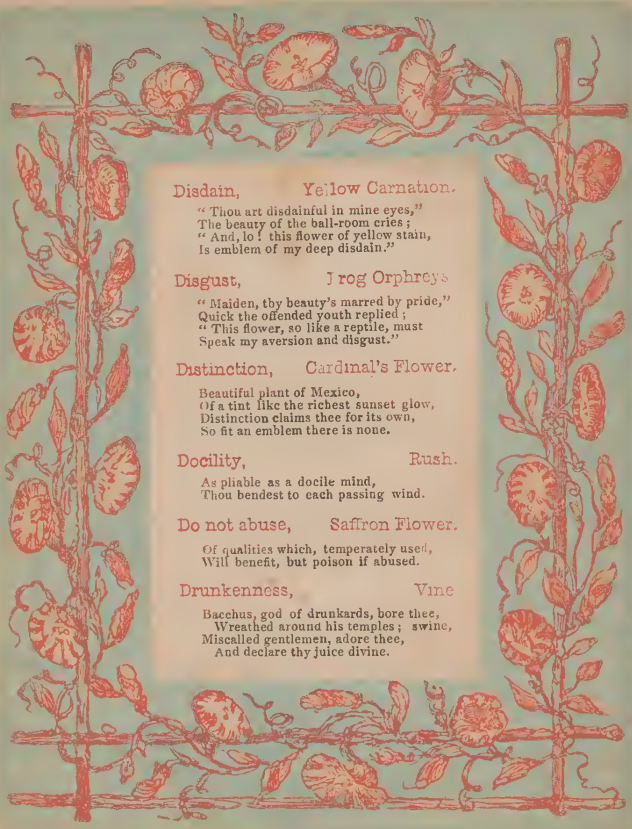 Disdain, Yellow Carnation.
“ Thou art disdainful in mine eyes,”
The beauty of the ball-room cries ;
“ And, lo ! this flower of yellow stain,
Is emblem of my deep disdain.”
Disgust, Frog Orphreys
“ Maiden, thy beauty's marred by pride,”
Quick the offended youth replied ;
“ This flower, so like a reptile, must
Speak my aversion and disgust.”
Distinction, Cardinal's Flower.
Beautiful plant of Mexico,
Of a tint like the richest sunset glow,
Distinction claims thee for its own,
So fit an emblem there is none.
Docility, Rush.
As pliable as a docile mind,
Thou bendest to each passing wind.
Do not abuse, Saffron Flower.
Of qualities which, temperately used,
Will benefit, but poison if abused.
Drunkenness, Vine
Bacchus, god of drunkards, bore thee,
Wreathed around his temples ; swine,
Miscalled gentlemen, adore thee,
And declare thy juice divine.